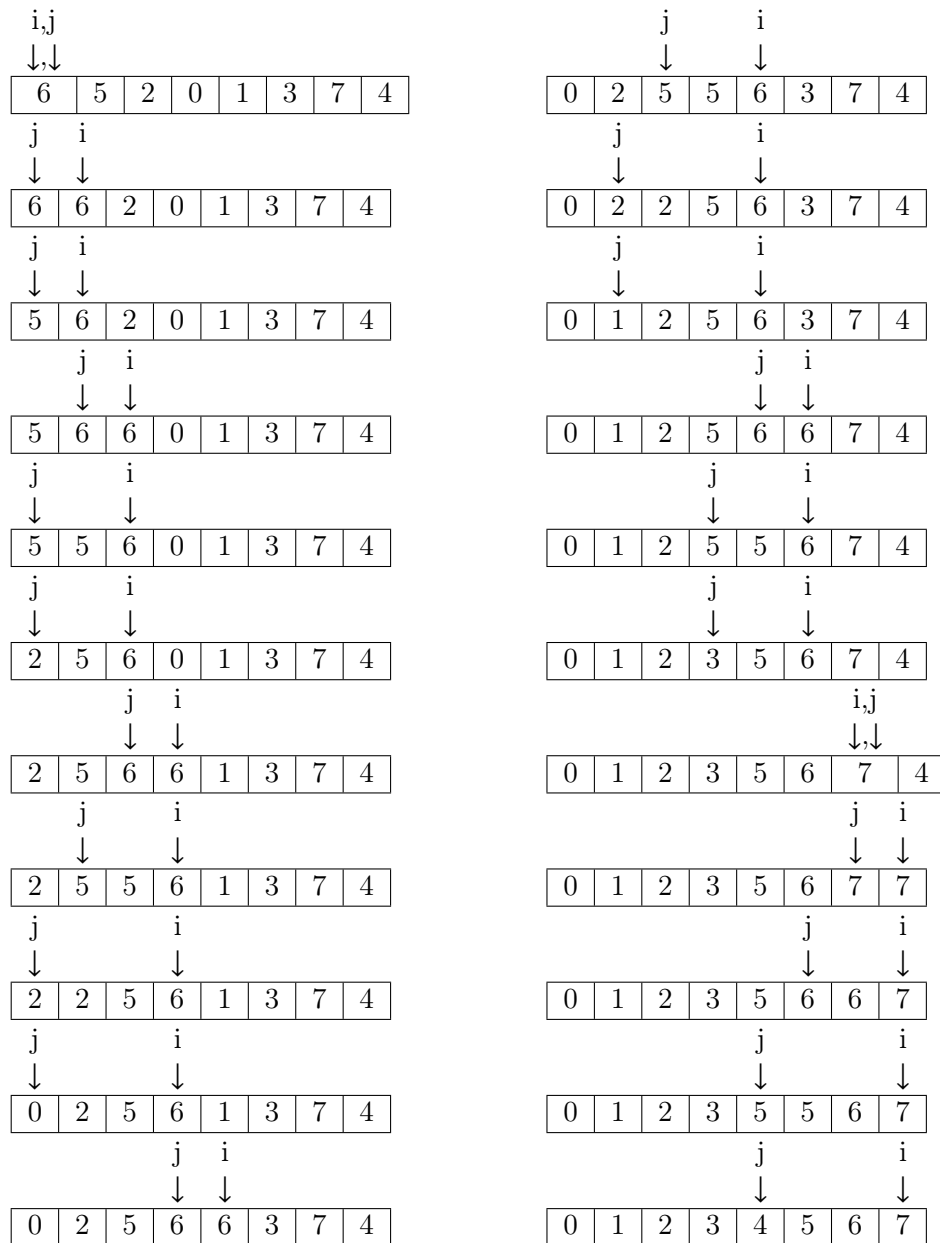 i,j
↓,↓
6 5 2 0 1 3 7 4
j i
↓ ↓
6 6 2 0 1 3 7 4
j i
↓ ↓
5 6 2 0 1 3 7 4
j i
↓ ↓
5 6 6 0 1 3 7 4
j i
↓ ↓
5 5 6 0 1 3 7 4
j i
↓ ↓
2 5 6 0 1 3 7 4
j i
↓ ↓
2 5 6 6 1 3 7 4
j i
↓ ↓
2 5 5 6 1 3 7 4
j i
↓ ↓
2 2 5 6 1 3 7 4
j i
↓ ↓
0 2 5 6 1 3 7 4
j i
↓ ↓
0 2 5 6 6 3 7 4
j i
↓ ↓
0 2 5 5 6 3 7 4
j i
↓ ↓
0 2 2 5 6 3 7 4
j i
↓ ↓
0 1 2 5 6 3 7 4
j i
↓ ↓
0 1 2 5 6 6 7 4
j i
↓ ↓
0 1 2 5 5 6 7 4
j i
↓ ↓
0 1 2 3 5 6 7 4
i,j
↓,↓
0 1 2 3 5 6 7 4
j i
↓ ↓
0 1 2 3 5 6 7 7
j i
↓ ↓
0 1 2 3 5 6 6 7
j i
↓ ↓
0 1 2 3 5 5 6 7
j i
↓ ↓
0 1 2 3 4 5 6 7